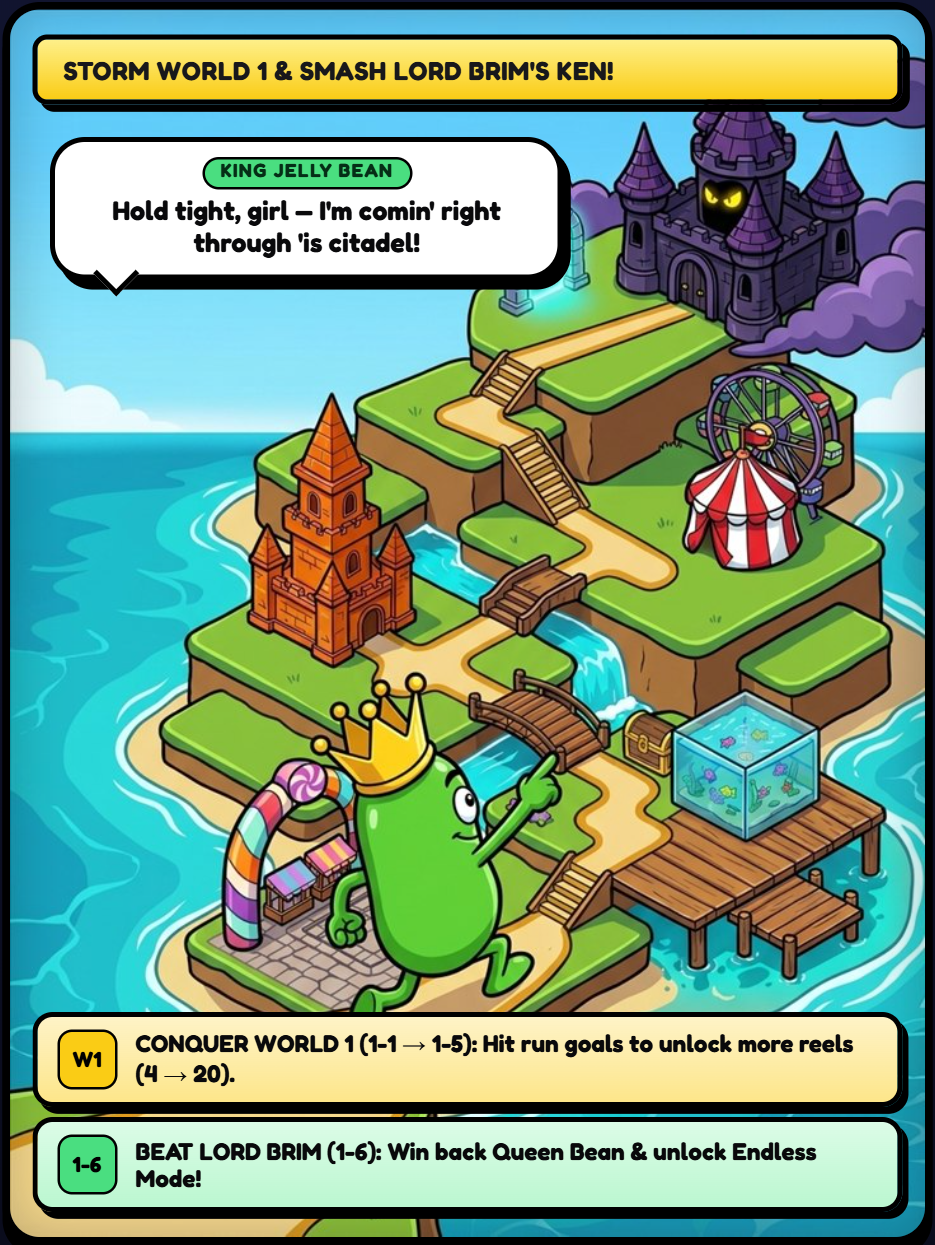 STORM WORLD 1 & SMASH LORD BRIM'S KEN!
KING JELLY BEAN
Hold tight, girl – I'm comin' right
through 'is citadel!
W1
CONQUER WORLD 1 (1-1 → 1-5): Hit run goals to unlock more reels
(4 → 20).
1-6
BEAT LORD BRIM (1-6): Win back Queen Bean & unlock Endless
Mode!